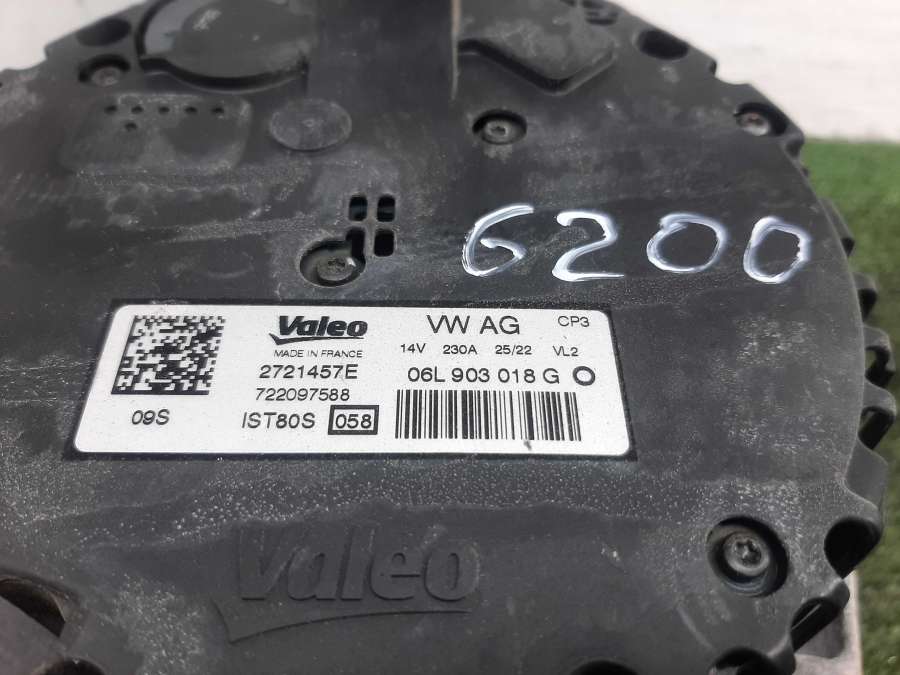 6200
Valeo VW AG CP3
MADE IN FRANCE 14V 230A 25/22 VL2
2721457E 06L 903 018 G
722097588
09S IST80S 058
Valeo